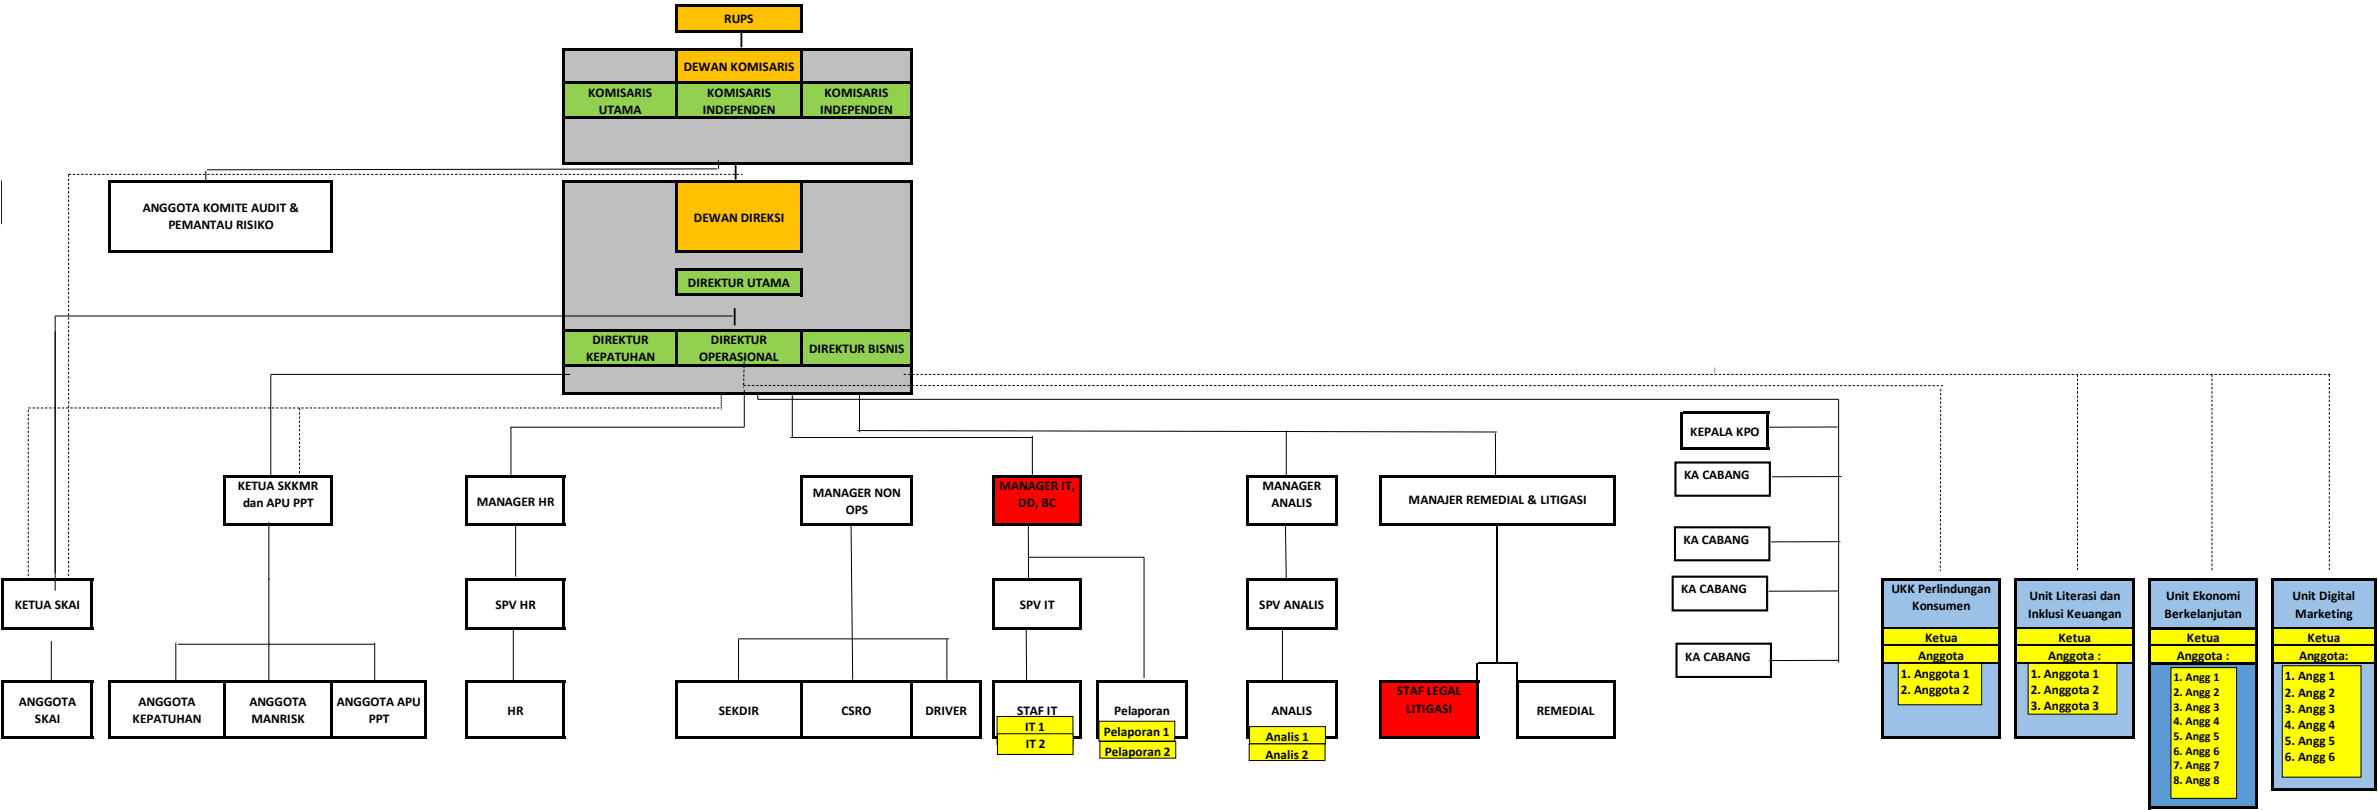 RUPS
DEWAN KOMISARIS
KOMISARIS
UTAMA
KOMISARIS
INDEPENDEN
KOMISARIS
INDEPENDEN
ANGGOTA KOMITE AUDIT &
PEMANTAU RISIKO
DEWAN DIREKSI
DIREKTUR UTAMA
DIREKTUR
KEPATUHAN
DIREKTUR
OPERASIONAL
DIREKTUR BISNIS
KEPALA KPO
KA CABANG
KA CABANG
KA CABANG
KA CABANG
KETUA SKKMR
dan APU PPT
MANAGER HR
MANAGER NON
OPS
MANAGER IT,
DD, BC
MANAGER
ANALIS
MANAJER REMEDIAL & LITIGASI
KETUA SKAI
SPV HR
SPV IT
SPV ANALIS
ANGGOTA
SKAI
ANGGOTA
KEPATUHAN
ANGGOTA
MANRISK
ANGGOTA APU
PPT
HR
SEKDIR
CSRO
DRIVER
STAF IT
IT 1
IT 2
Pelaporan
Pelaporan 1
Pelaporan 2
ANALIS
Analis 1
Analis 2
STAF LEGAL
LITIGASI
REMEDIAL
UKK Perlindungan
Konsumen
Ketua
Anggota
1. Anggota 1
2. Anggota 2
Unit Literasi dan
Inklusi Keuangan
Ketua
Anggota :
1. Anggota 1
2. Anggota 2
3. Anggota 3
Unit Ekonomi
Berkelanjutan
Ketua
Anggota :
1. Angg 1
2. Angg 2
3. Angg 3
4. Angg 4
5. Angg 5
6. Angg 6
7. Angg 7
8. Angg 8
Unit Digital
Marketing
Ketua
Anggota:
1. Angg 1
2. Angg 2
3. Angg 3
4. Angg 4
5. Angg 5
6. Angg 6